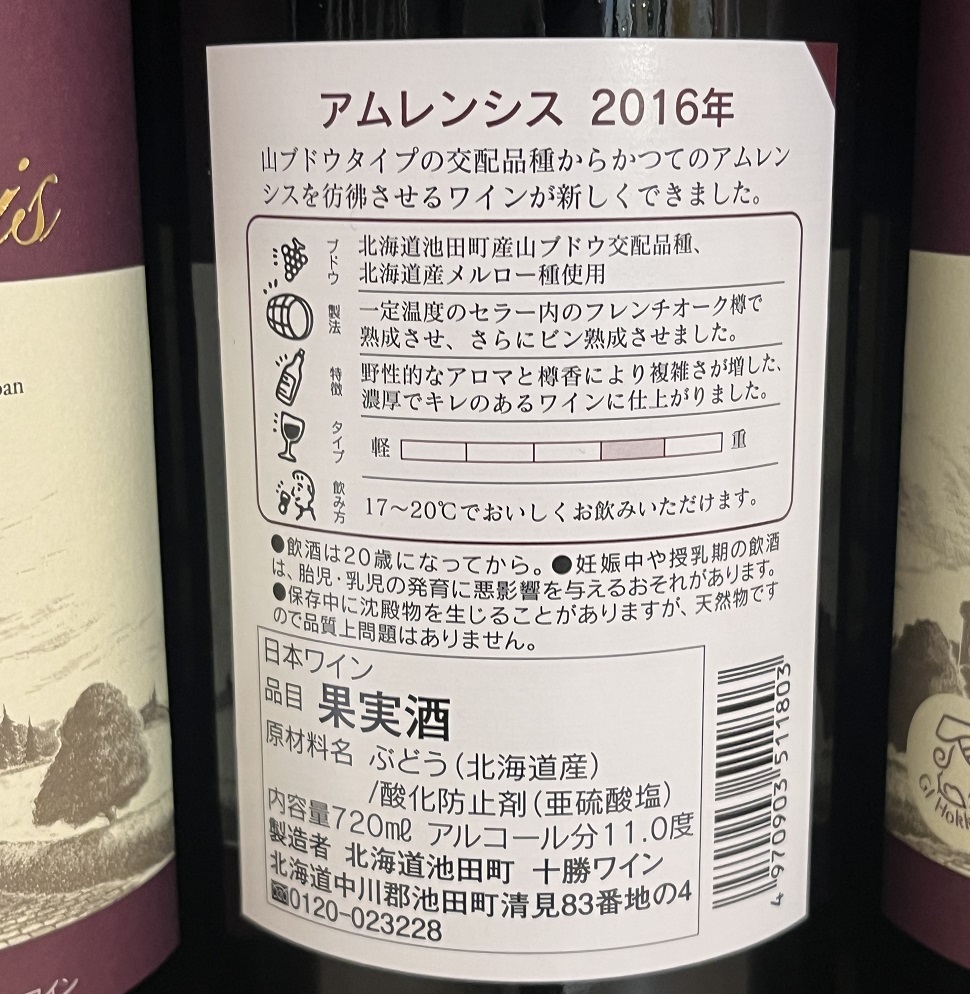 アムレンシス 2016年
山ブドウタイプの交配品種からかつてのアムレン
シスを彷彿させるワインが新しくできました。
ブドウ
北海道池田町産山ブドウ交配品種、
北海道産メルロー種使用
製法
一定温度のセラー内のフレンチオーク樽で
熟成させ、さらにビン熟成させました。
特徴
野性的なアロマと樽香により複雑さが増した、
濃厚でキレのあるワインに仕上がりました。
タイプ
軽 重
飲み方
17〜20℃でおいしくお飲みいただけます。
●飲酒は20歳になってから。●妊娠中や授乳期の飲酒
は、胎児・乳児の発育に悪影響を与えるおそれがあります。
●保存中に沈殿物を生じることがありますが、天然物です
ので品質上問題はありません。
日本ワイン
品目 果実酒
原材料名 ぶどう(北海道産)
/酸化防止剤(亜硫酸塩)
内容量720mℓ アルコール分11.0度
製造者 北海道池田町 十勝ワイン
北海道中川郡池田町清見83番地の4
0120-023228
4 970903 511803
is
pan
イン
GI Hokk